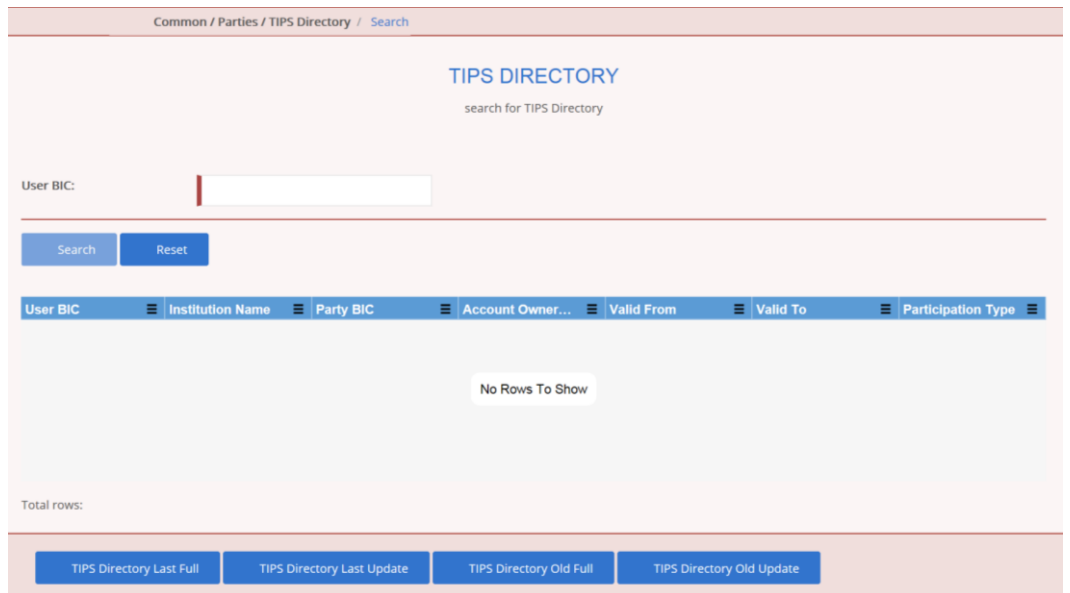 Common / Parties / TIPS Directory / Search
TIPS DIRECTORY
search for TIPS Directory
User BIC:
Search Reset
User BIC Institution Name Party BIC Account Owner... Valid From Valid To Participation Type
No Rows To Show
Total rows:
TIPS Directory Last Full TIPS Directory Last Update TIPS Directory Old Full TIPS Directory Old Update